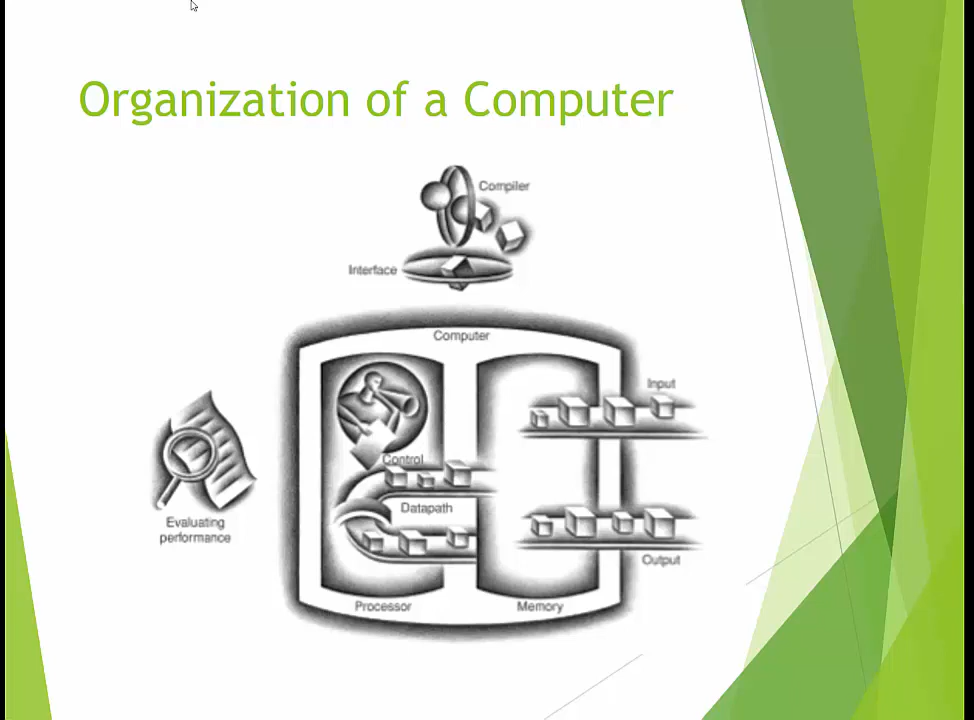 Organization of a Computer
Compiler
Interface
Computer
Input
Control
Datapath
Evaluating
performance
Output
Processor
Memory